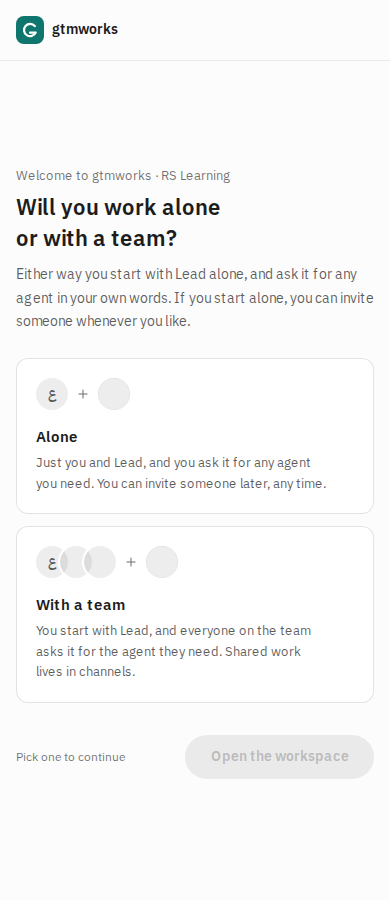 gtmworks
Welcome to gtmworks · RS Learning
Will you work alone
or with a team?
Either way you start with Lead alone, and ask it for any
agent in your own words. If you start alone, you can invite
someone whenever you like.
ع +
Alone
Just you and Lead, and you ask it for any agent
you need. You can invite someone later, any time.
ع +
With a team
You start with Lead, and everyone on the team
asks it for the agent they need. Shared work
lives in channels.
Pick one to continue
Open the workspace